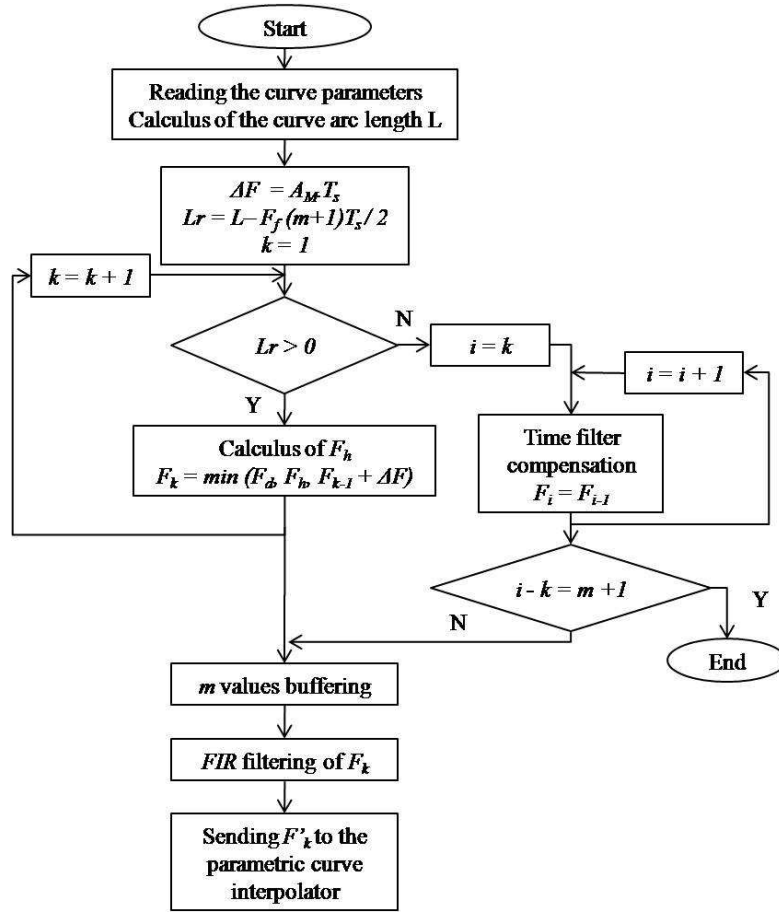 Start
Reading the curve parameters
Calculus of the curve arc length L
ΔF = A_M T_s
Lr = L– F_f (m+1)T_s / 2
k = 1
k = k + 1
Lr > 0
N
i = k
i = i + 1
Y
Calculus of F_h
F_k = min (F_d, F_h, F_{k-1} + ΔF)
Time filter
compensation
F_i = F_{i-1}
i - k = m +1
Y
N
End
m values buffering
FIR filtering of F_k
Sending F'_k to the
parametric curve
interpolator